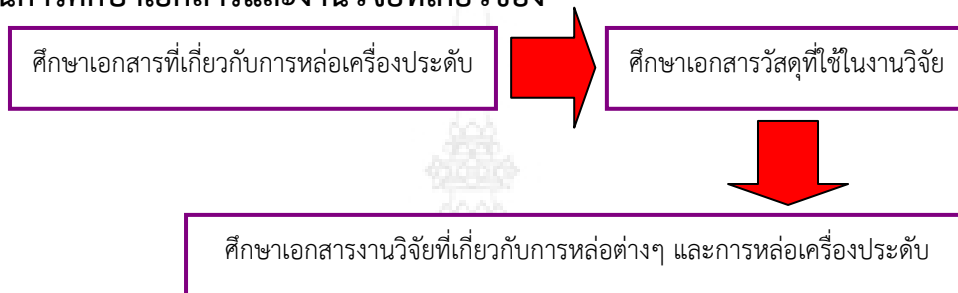 ศึกษาเอกสารที่เกี่ยวกับการหล่อเครื่องประดับ
ศึกษาเอกสารวัสดุที่ใช้ในงานวิจัย
ศึกษาเอกสารงานวิจัยที่เกี่ยวกับการหล่อต่างๆ และการหล่อเครื่องประดับ